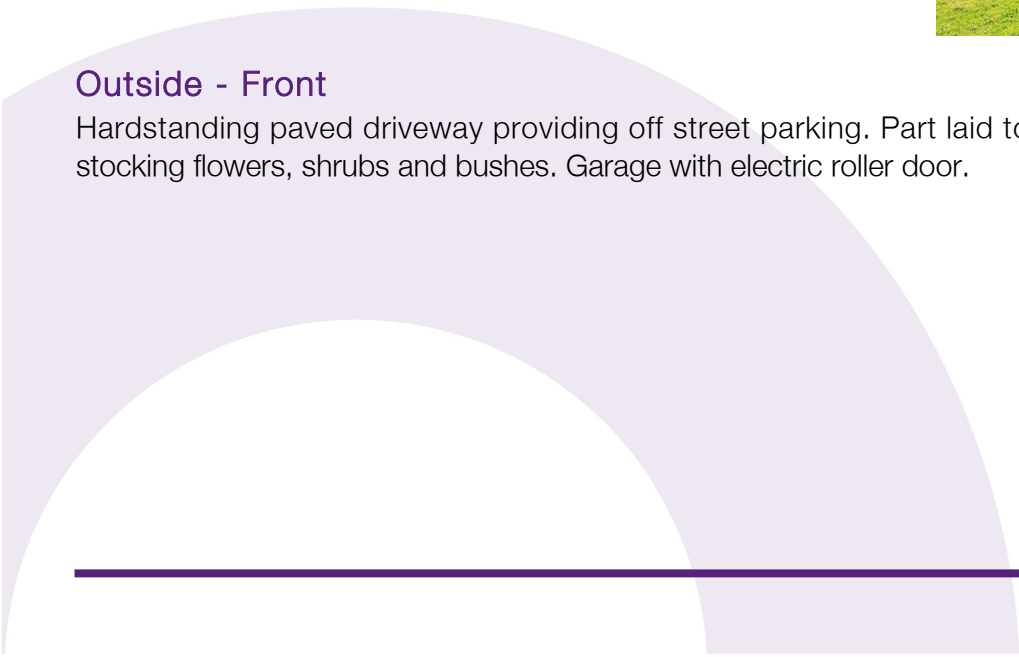 Outside - Front
Hardstanding paved driveway providing off street parking. Part laid to
stocking flowers, shrubs and bushes. Garage with electric roller door.